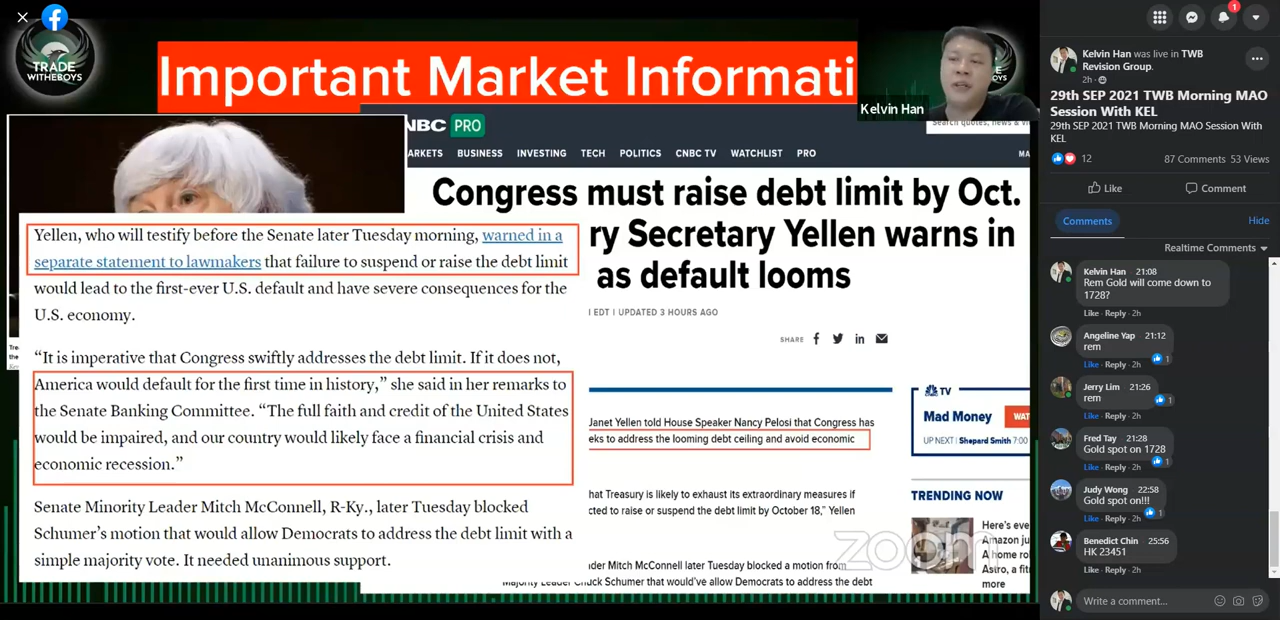 TRADE
WITHEBOYS
Important Market Informati
Kelvin Han
NBC PRO
Search quotes, news &
ARKETS BUSINESS INVESTING TECH POLITICS CNBC TV WATCHLIST PRO MA
Congress must raise debt limit by Oct.
ry Secretary Yellen warns in
as default looms
EDT | UPDATED 3 HOURS AGO
SHARE
Yellen, who will testify before the Senate later Tuesday morning, warned in a
separate statement to lawmakers that failure to suspend or raise the debt limit
would lead to the first-ever U.S. default and have severe consequences for the
U.S. economy.
“It is imperative that Congress swiftly addresses the debt limit. If it does not,
America would default for the first time in history,” she said in her remarks to
the Senate Banking Committee. “The full faith and credit of the United States
would be impaired, and our country would likely face a financial crisis and
economic recession.”
Senate Minority Leader Mitch McConnell, R-Ky., later Tuesday blocked
Schumer’s motion that would allow Democrats to address the debt limit with a
simple majority vote. It needed unanimous support.
Janet Yellen told House Speaker Nancy Pelosi that Congress has
eks to address the looming debt ceiling and avoid economic
hat Treasury is likely to exhaust its extraordinary measures if
cted to raise or suspend the debt limit by October 18,” Yellen
der Mitch McConnell later Tuesday blocked a motion from
Majority Leader Chuck Schumer that would’ve allow Democrats to address the debt
TV
Mad Money WAT
UP NEXT | Shepard Smith 7:00
TRENDING NOW
Here's eve
Amazon ju
A home ro
Astro, a fit
more
zoom
1
Kelvin Han was live in TWB
Revision Group.
2h
29th SEP 2021 TWB Morning MAO
Session With KEL
29th SEP 2021 TWB Morning MAO Session With
KEL
12 87 Comments 53 Views
Like Comment
Comments Hide
Realtime Comments
Kelvin Han 21:08
Rem Gold will come down to
1728?
Like · Reply · 2h
Angeline Yap 21:12
rem
Like · Reply · 2h 1
Jerry Lim 21:26
rem
Like · Reply · 2h 1
Fred Tay 21:28
Gold spot on 1728
Like · Reply · 2h 1
Judy Wong 22:58
Gold spot on!!!
Like · Reply · 2h 1
Benedict Chin 25:56
HK 23451
Like · Reply · 2h
Write a comment...